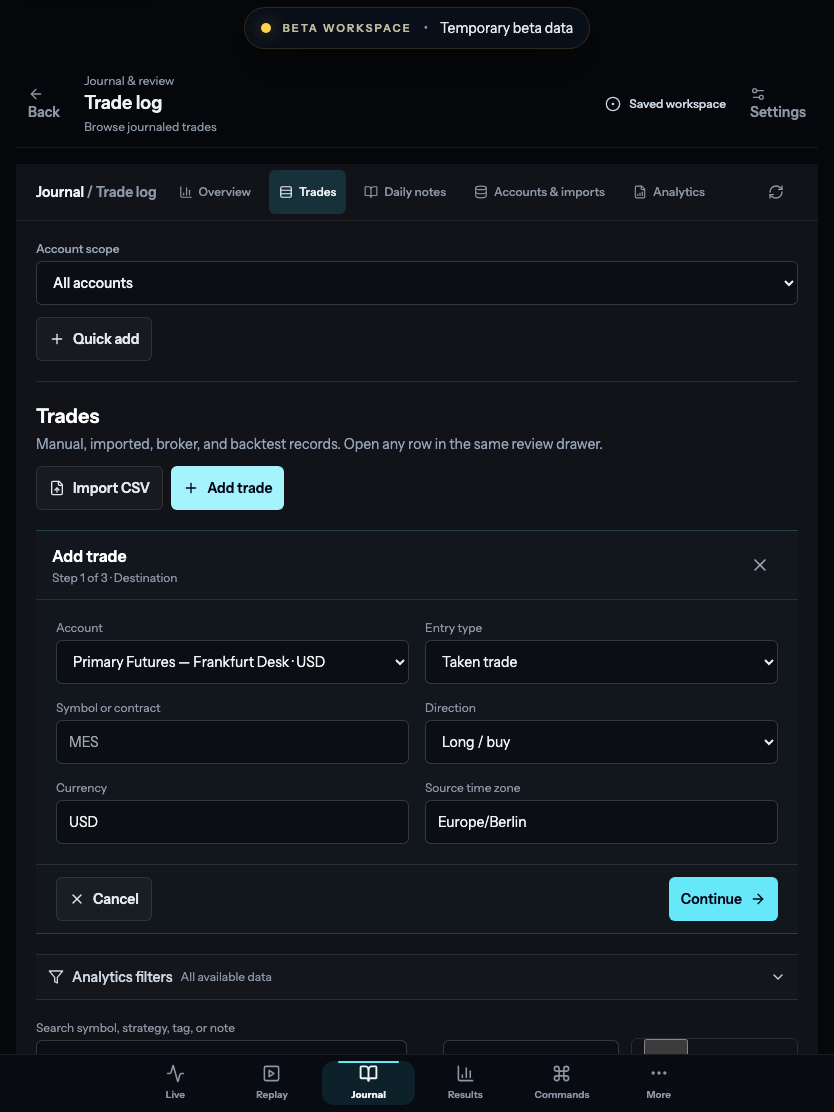 BETA WORKSPACE · Temporary beta data
Journal & review
Back
Trade log
Browse journaled trades
Saved workspace
Settings
Journal / Trade log
Overview
Trades
Daily notes
Accounts & imports
Analytics
Account scope
All accounts
Quick add
Trades
Manual, imported, broker, and backtest records. Open any row in the same review drawer.
Import CSV
Add trade
Add trade
Step 1 of 3 · Destination
Account
Entry type
Primary Futures — Frankfurt Desk · USD
Taken trade
Symbol or contract
Direction
MES
Long / buy
Currency
Source time zone
USD
Europe/Berlin
Cancel
Continue
Analytics filters All available data
Search symbol, strategy, tag, or note
Live
Replay
Journal
Results
Commands
More